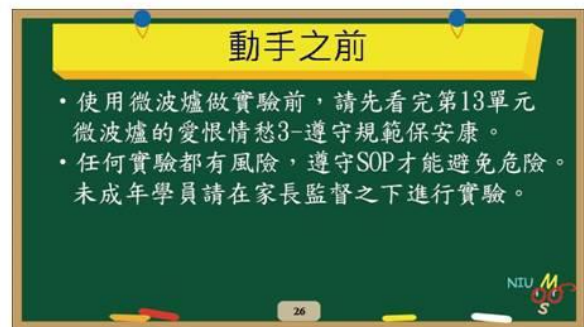 動手之前
・使用微波爐做實驗前，請先看完第13單元
微波爐的愛恨情愁3-遵守規範保安康。
・任何實驗都有風險，遵守SOP才能避免危險。
未成年學員請在家長監督之下進行實驗。
NIU MOOCS
26